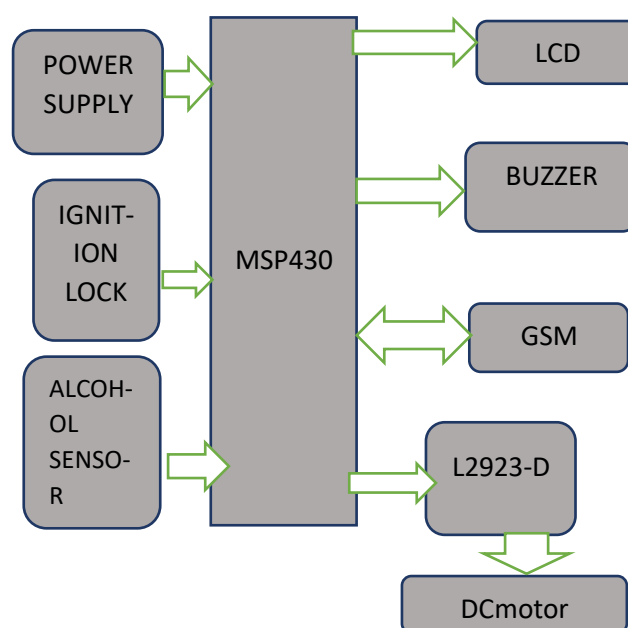 POWER
SUPPLY
IGNIT-
ION
LOCK
ALCOH-
OL
SENSO-
R
MSP430
LCD
BUZZER
GSM
L2923-D
DCmotor